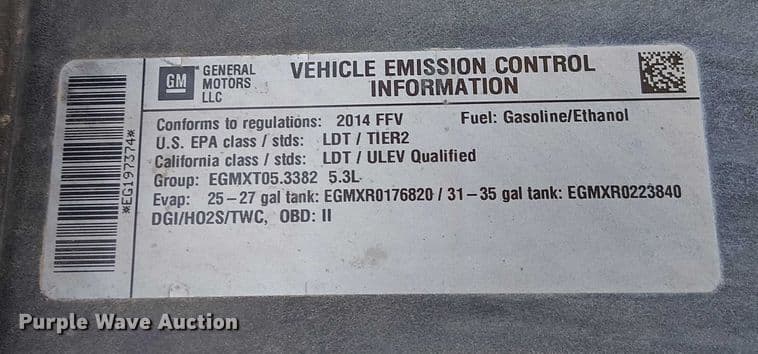 GM
GENERAL
MOTORS
LLC
VEHICLE EMISSION CONTROL
INFORMATION
Conforms to regulations: 2014 FFV Fuel: Gasoline/Ethanol
U.S. EPA class / stds: LDT / TIER2
California class / stds: LDT / ULEV Qualified
Group: EGMXT05.3382 5.3L
Evap: 25-27 gal tank: EGMXR0176820 / 31-35 gal tank: EGMXR0223840
DGI/HO2S/TWC, OBD: II
*EG197374*
Purple Wave Auction